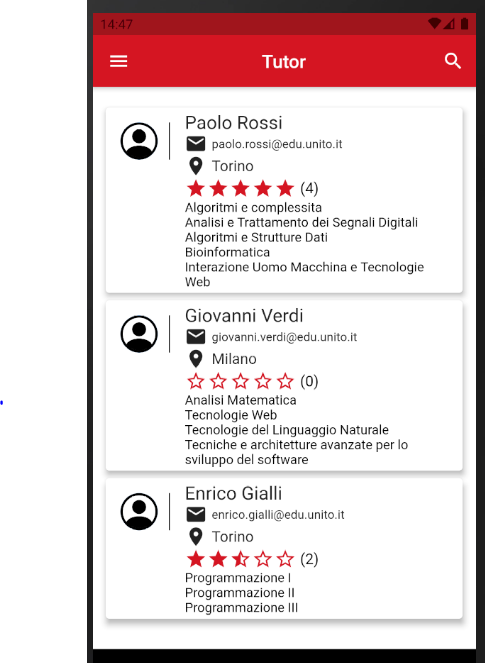 14:47
Tutor
Paolo Rossi
paolo.rossi@edu.unito.it
Torino
(4)
Algoritmi e complessita
Analisi e Trattamento dei Segnali Digitali
Algoritmi e Strutture Dati
Bioinformatica
Interazione Uomo Macchina e Tecnologie
Web
Giovanni Verdi
giovanni.verdi@edu.unito.it
Milano
(0)
Analisi Matematica
Tecnologie Web
Tecnologie del Linguaggio Naturale
Tecniche e architetture avanzate per lo
sviluppo del software
Enrico Gialli
enrico.gialli@edu.unito.it
Torino
(2)
Programmazione I
Programmazione II
Programmazione III